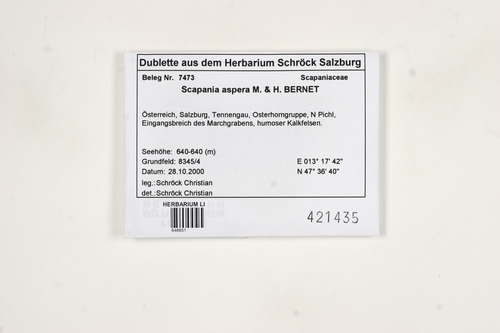 Dublette aus dem Herbarium Schröck Salzburg
Beleg Nr. 7473 Scapaniaceae
Scapania aspera M. & H. BERNET
Österreich, Salzburg, Tennengau, Osterhorngruppe, N Pichl,
Eingangsbreich des Marchgrabens, humoser Kalkfelsen.
Seehöhe: 640-640 (m)
Grundfeld: 8345/4 E 013° 17' 42"
Datum: 28.10.2000 N 47° 36' 40"
leg.:Schröck Christian
det.:Schröck Christian
HERBARIUM LI
648851
421435